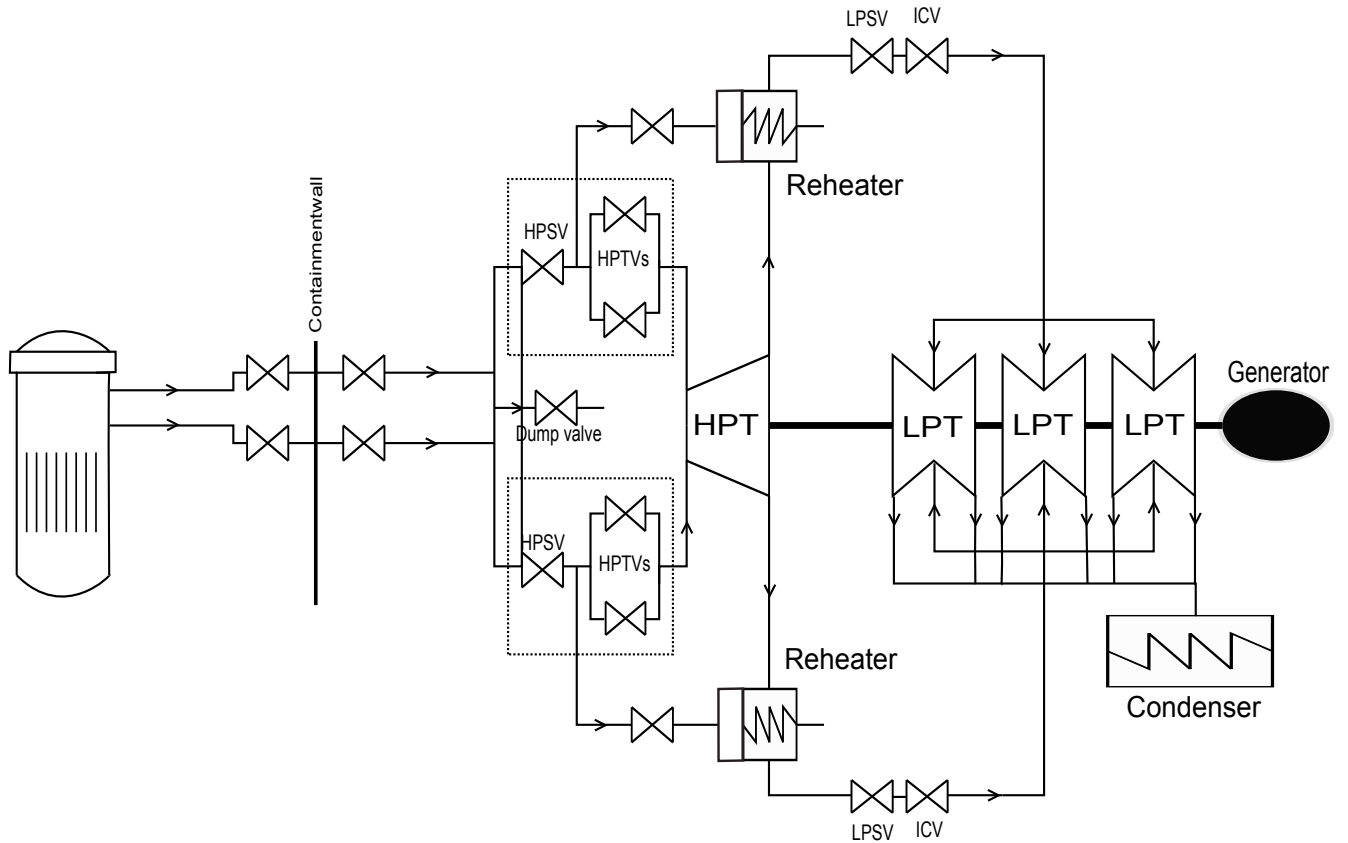 LPSV
ICV
Reheater
Containmentwall
HPSV
HPTVs
Generator
HPT
LPT
LPT
LPT
Dump valve
HPSV
HPTVs
Reheater
Condenser
LPSV
ICV